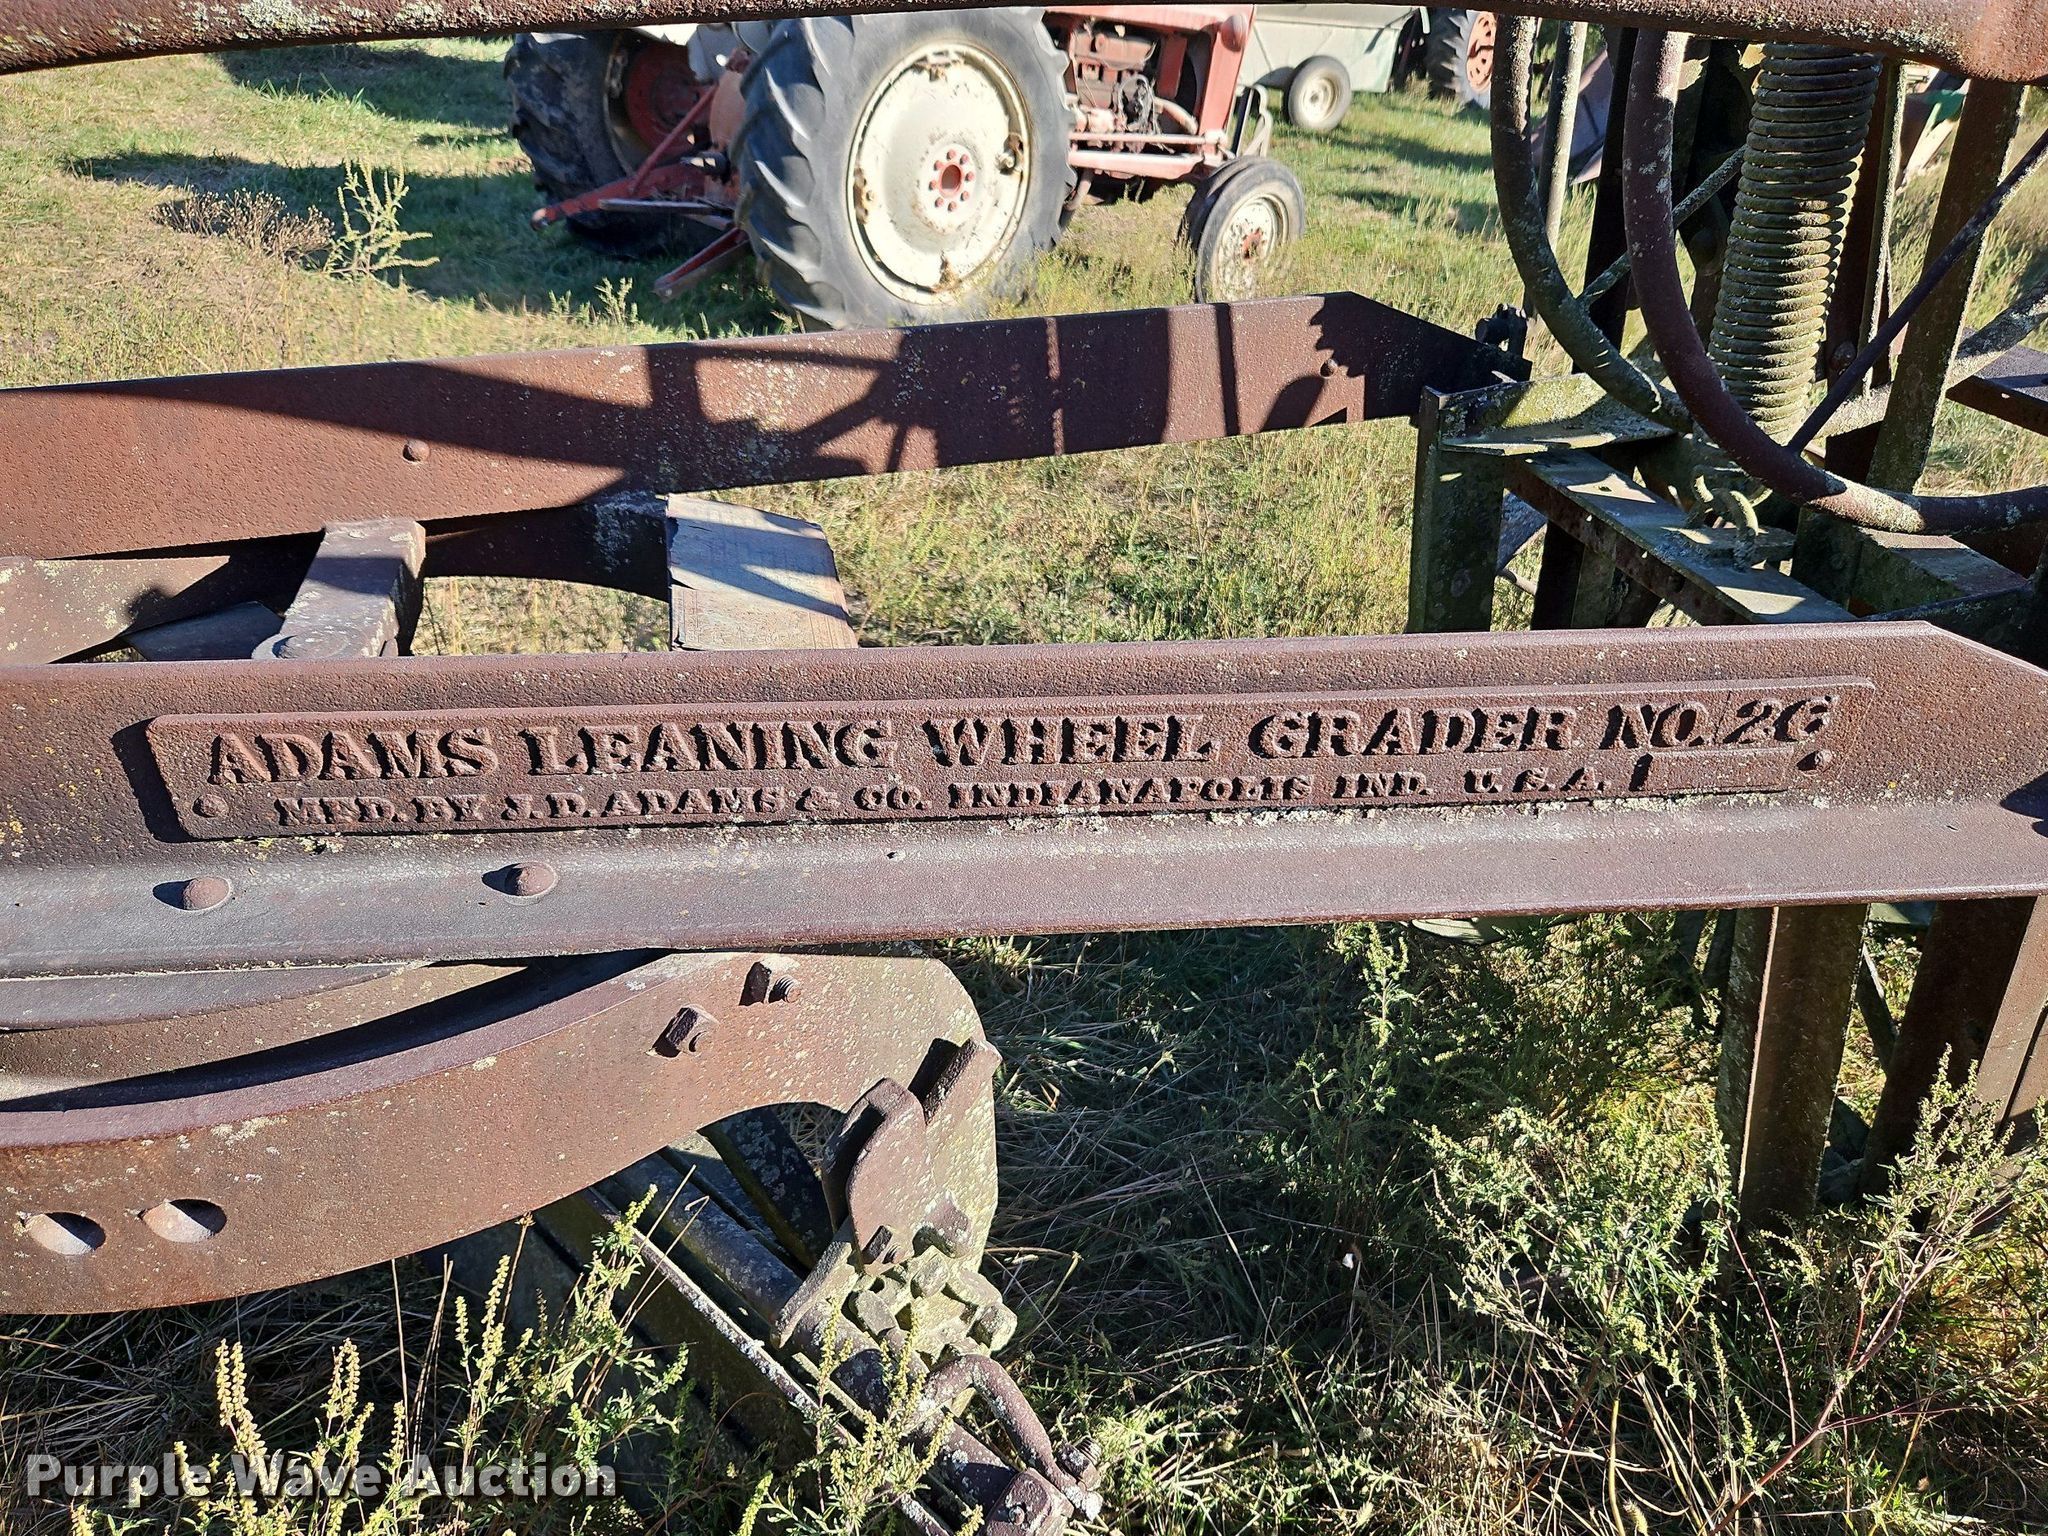 ADAMS LEANING WHEEL GRADER NO. 26
MFD. BY J.D. ADAMS & CO. INDIANAPOLIS IND. U.S.A.
Purple Wave Auction